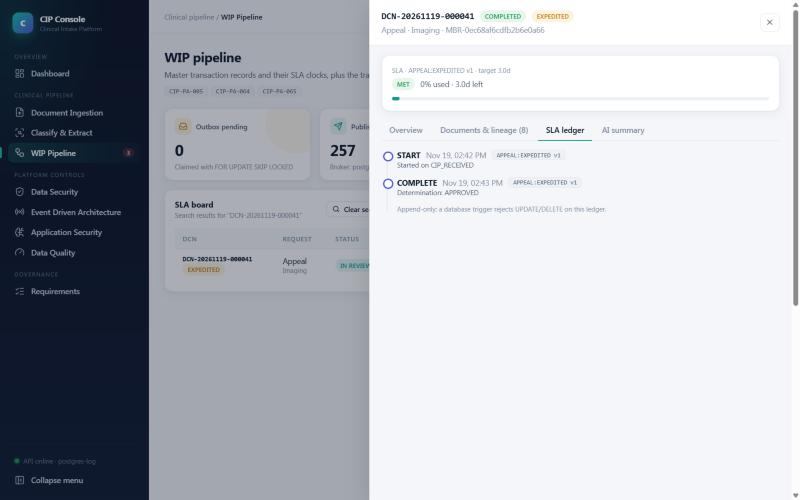 C
CIP Console
Clinical Intake Platform
OVERVIEW
Dashboard
CLINICAL PIPELINE
Document Ingestion
Classify & Extract
WIP Pipeline
3
PLATFORM CONTROLS
Data Security
Event Driven Architecture
Application Security
Data Quality
GOVERNANCE
Requirements
API online · postgres-log
Collapse menu
Clinical pipeline / WIP Pipeline
WIP pipeline
Master transaction records and their SLA clocks, plus the tra
CIP-PA-005 CIP-PA-064 CIP-PA-065
Outbox pending
0
Claimed with FOR UPDATE SKIP LOCKED
Publis
257
Broker: postg
SLA board
Search results for "DCN-20261119-000041"
Clear se
DCN REQUEST STATUS
DCN-20261119-000041
EXPEDITED
Appeal
Imaging
IN REVIEW
DCN-20261119-000041 COMPLETED EXPEDITED
Appeal · Imaging · MBR-0ec68af6cdfb2b6e0a66
SLA · APPEAL:EXPEDITED v1 · target 3.0d
MET 0% used · 3.0d left
Overview Documents & lineage (8) SLA ledger AI summary
START Nov 19, 02:42 PM APPEAL:EXPEDITED v1
Started on CIP_RECEIVED
COMPLETE Nov 19, 02:43 PM APPEAL:EXPEDITED v1
Determination: APPROVED
Append-only: a database trigger rejects UPDATE/DELETE on this ledger.